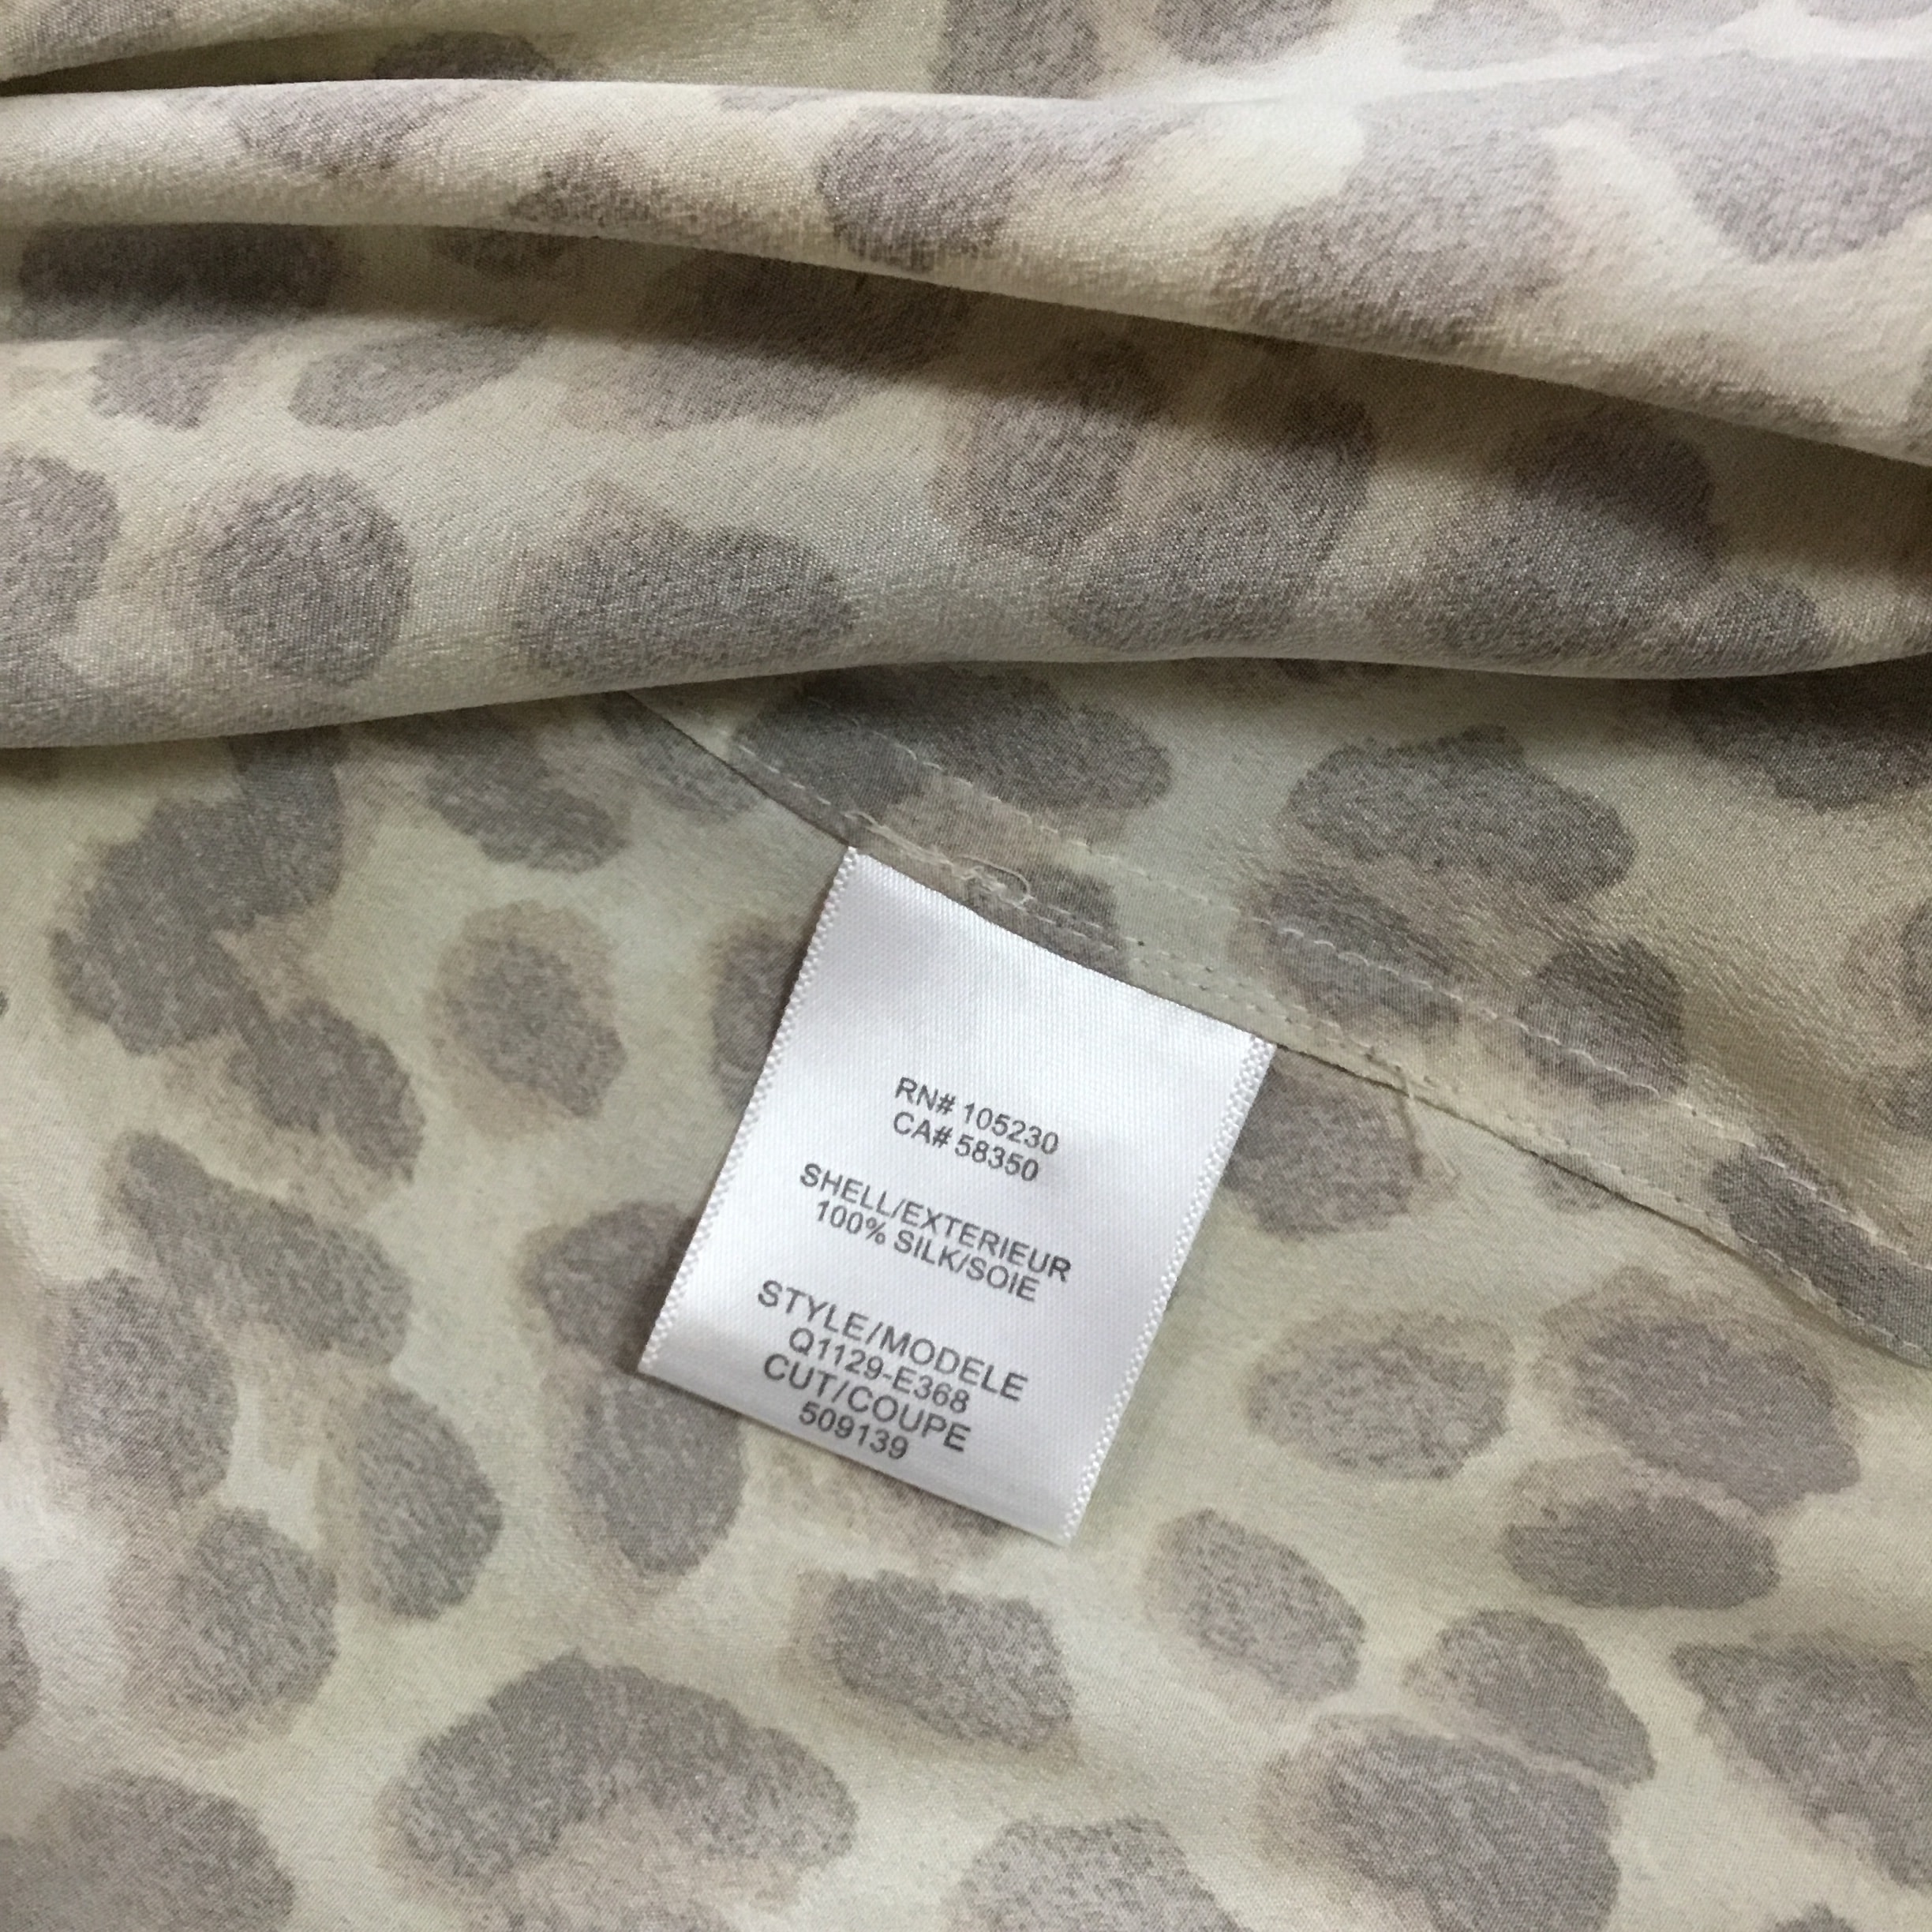 RN# 105230
CA# 58350
SHELL/EXTERIEUR
100% SILK/SOIE
STYLE/MODELE
Q1129-E368
CUT/COUPE
509139